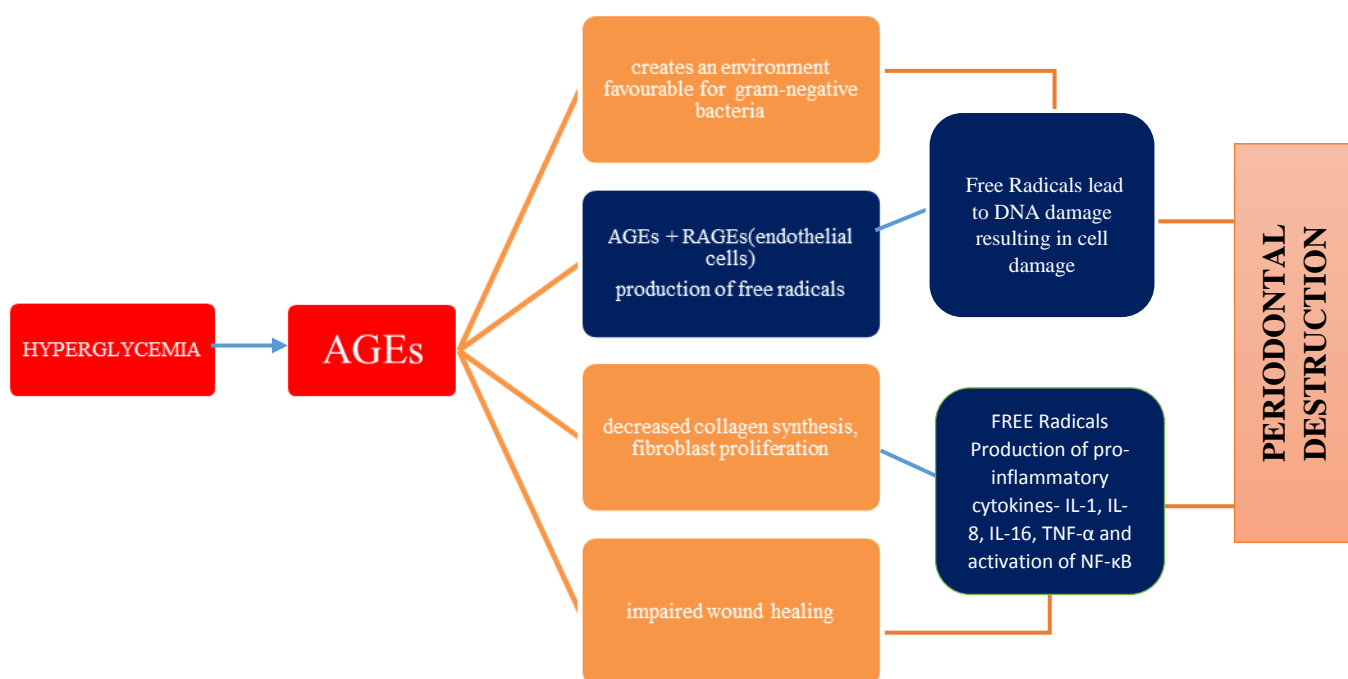 HYPERGLYCEMIA
AGEs
creates an environment
favourable for gram-negative
bacteria
AGEs + RAGEs(endothelial
cells)
production of free radicals
decreased collagen synthesis,
fibroblast proliferation
impaired wound healing
Free Radicals lead
to DNA damage
resulting in cell
damage
FREE Radicals
Production of pro-
inflammatory
cytokines- IL-1, IL-
8, IL-16, TNF-α and
activation of NF-κB
PERIODONTAL
DESTRUCTION